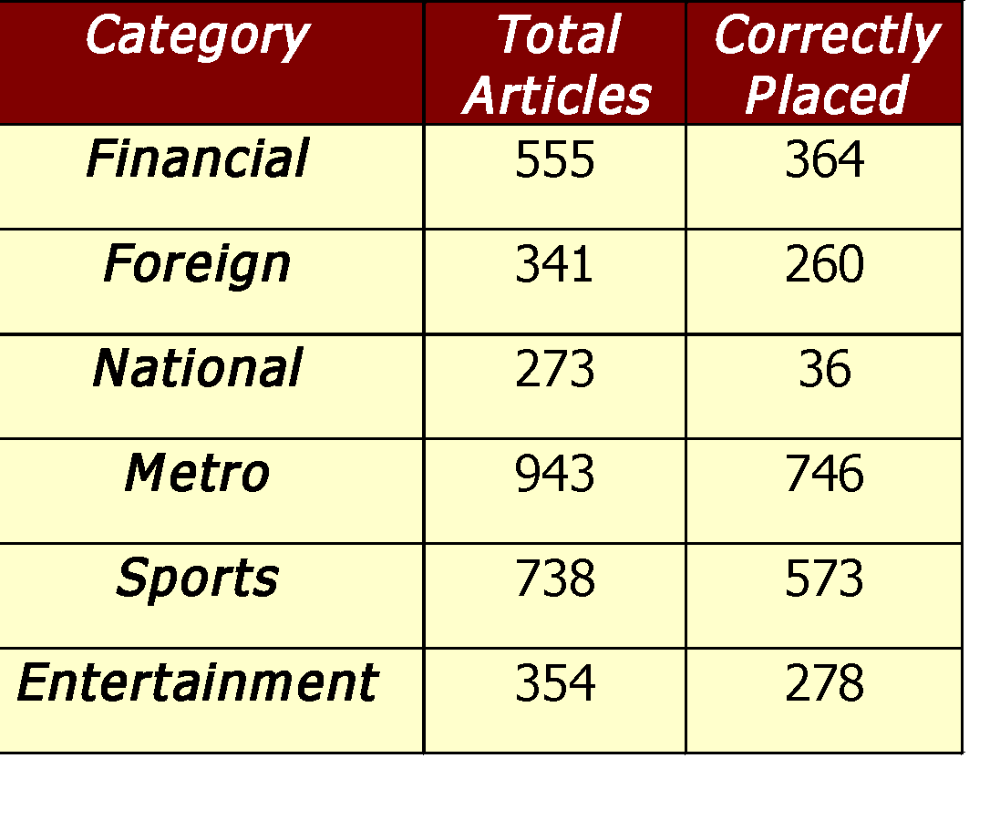 Category Total Articles Correctly Placed
Financial 555 364
Foreign 341 260
National 273 36
Metro 943 746
Sports 738 573
Entertainment 354 278